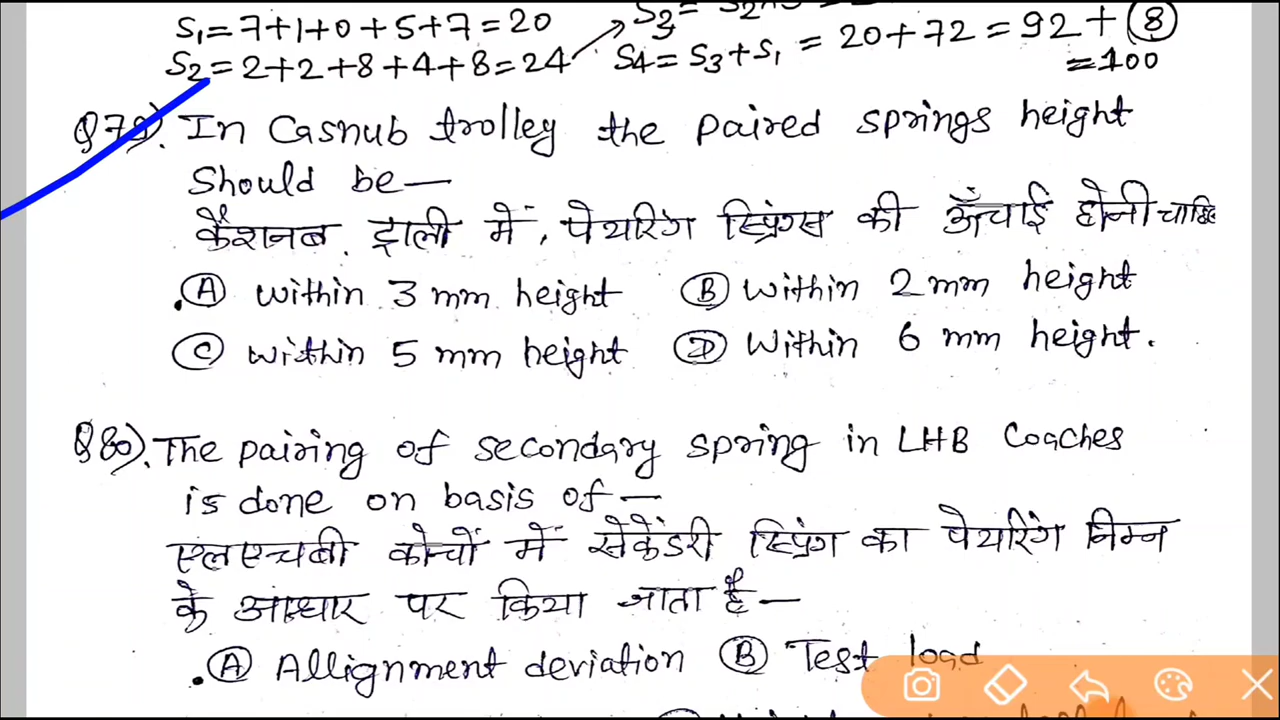 S₁=7+1+0+5+7=20
S₂=2+2+8+4+8=24
S4=S3+S₁ = 20+72=92+(8)
=100
Q79). In Casnub trolley the paired springs height
Should be—
कैशनब ट्राली में, पेयरिंग स्प्रिंग्स की ऊँचाई होनी चाहिए
.(A) within 3 mm height (B) within 2 mm height
(C) within 5 mm height (D) within 6 mm height.
Q80). The pairing of secondary spring in LHB Coaches
is done on basis of—
एलएचबी कोचों में सेकेंडरी स्प्रिंग का पेयरिंग निम्न
के आधार पर किया जाता है—
.(A) Allignment deviation (B) Test load